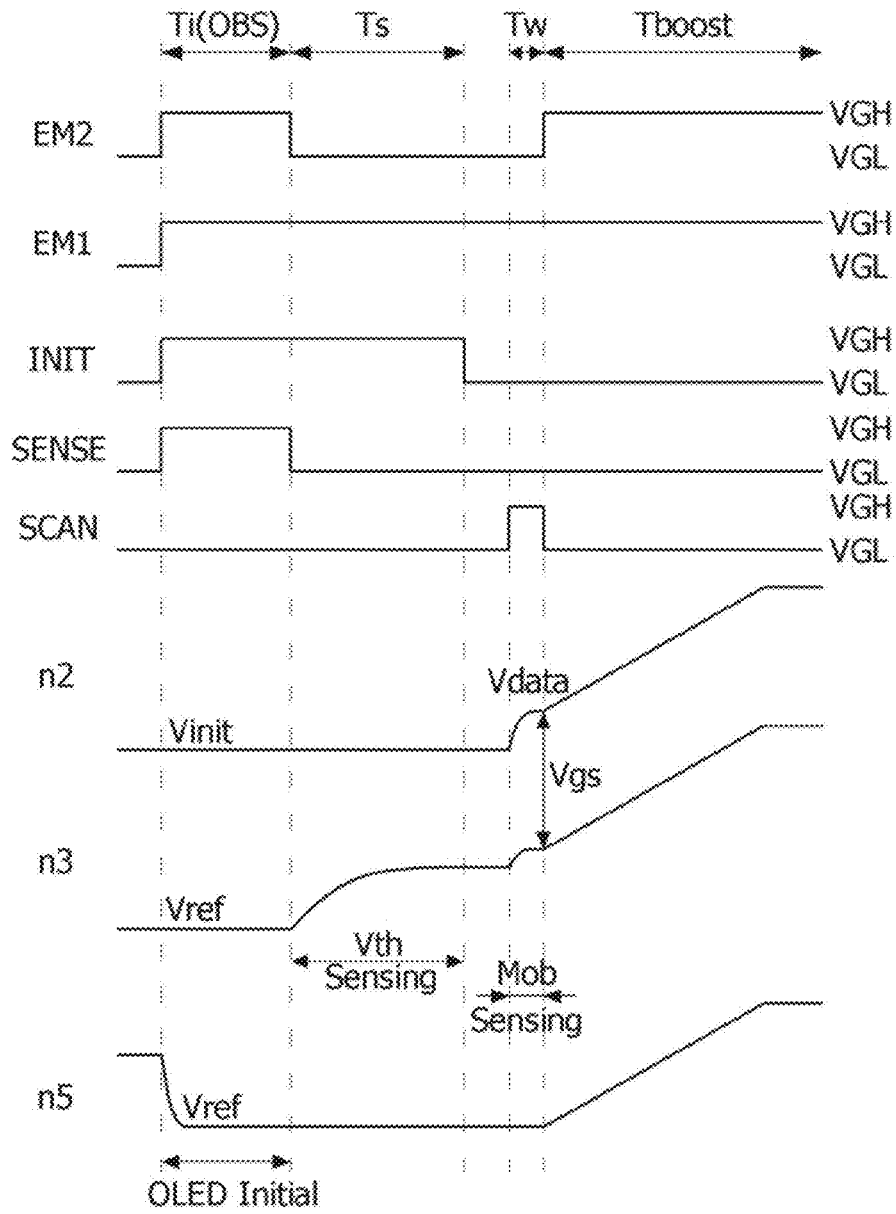 Ti(OBS) Ts Tw Tboost
EM2 VGH
VGL
EM1 VGH
VGL
INIT VGH
VGL
SENSE VGH
VGL
SCAN VGH
VGL
n2 Vdata
Vinit
Vgs
n3
Vref
Vth
Sensing
Mob
Sensing
n5 Vref
OLED Initial